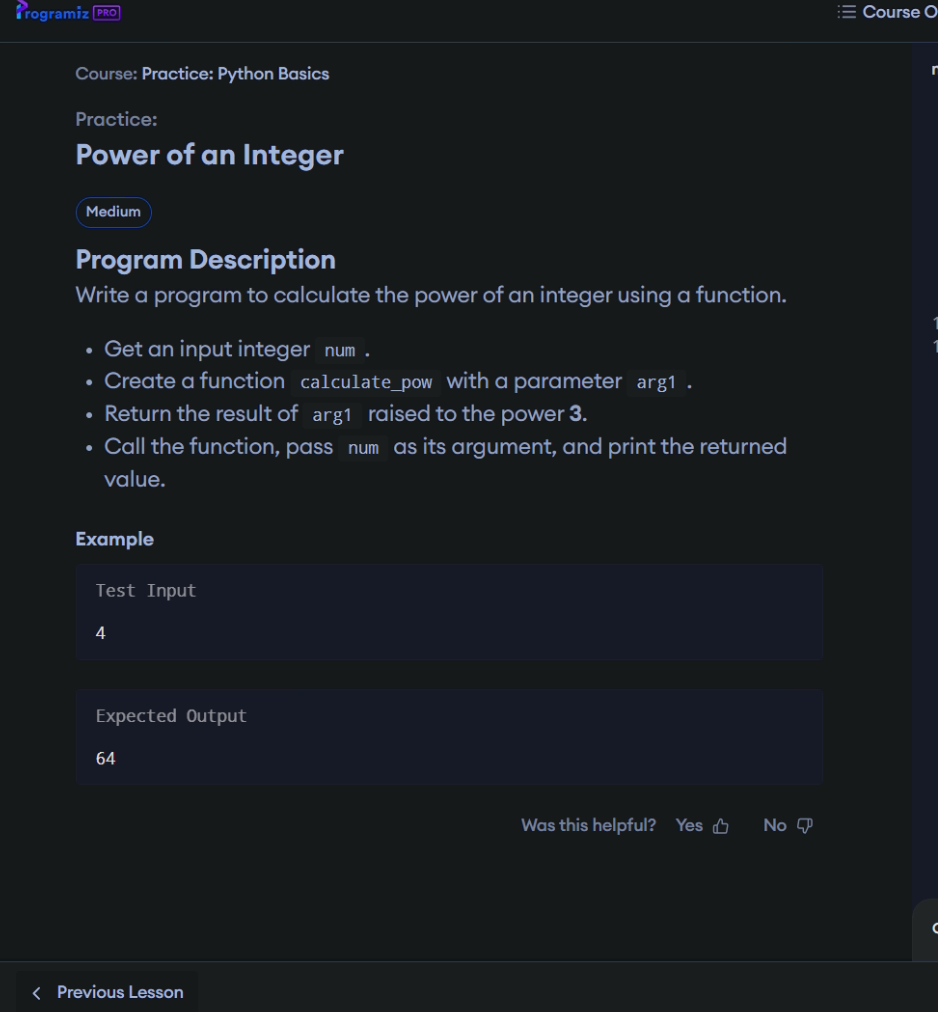 Programiz PRO
Course O
Course: Practice: Python Basics
Practice:
Power of an Integer
Medium
Program Description
Write a program to calculate the power of an integer using a function.
• Get an input integer num .
• Create a function calculate_pow with a parameter arg1 .
• Return the result of arg1 raised to the power 3.
• Call the function, pass num as its argument, and print the returned
value.
Example
Test Input
4
Expected Output
64
Was this helpful? Yes No
Previous Lesson